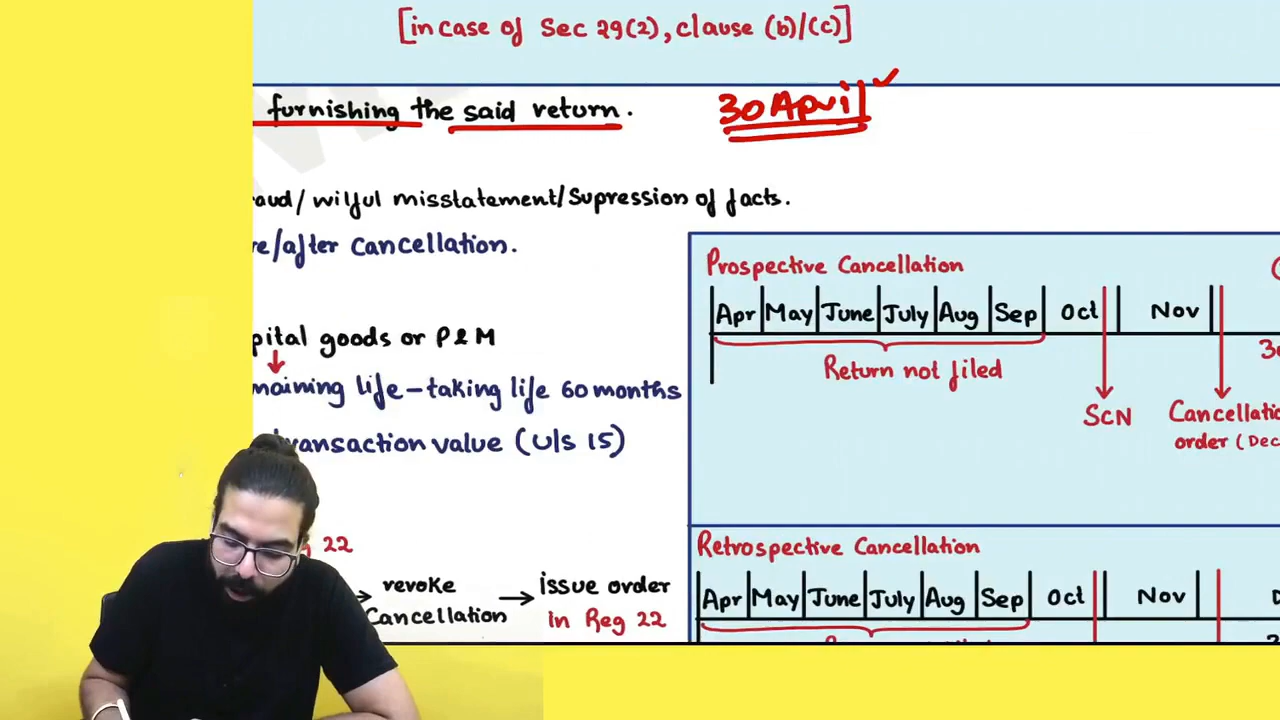 [in case of Sec 29(2), clause (b)/(c)]
furnishing the said return. 30 April
aud/ wilful misstatement/Supression of facts.
re/after cancellation.
Prospective Cancellation
Apr May June July Aug Sep Oct Nov
Return not filed
SCN
Cancellatio
order (Dec
pital goods or P&M
maining life - taking life 60 months
transaction value (u/s 15)
22
revoke Cancellation → issue order
in Reg 22
Retrospective Cancellation
Apr May June July Aug Sep Oct Nov